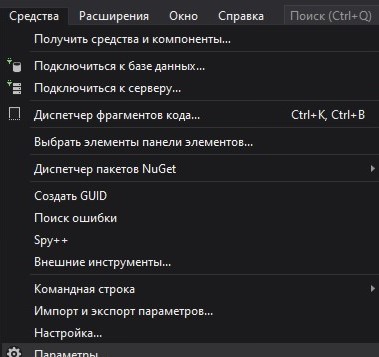 Средства Расширения Окно Справка Поиск (Ctrl+Q)
Получить средства и компоненты...
Подключиться к базе данных...
Подключиться к серверу...
Диспетчер фрагментов кода... Ctrl+K, Ctrl+B
Выбрать элементы панели элементов...
Диспетчер пакетов NuGet
Создать GUID
Поиск ошибки
Spy++
Внешние инструменты...
Командная строка
Импорт и экспорт параметров...
Настройка...
Параметры